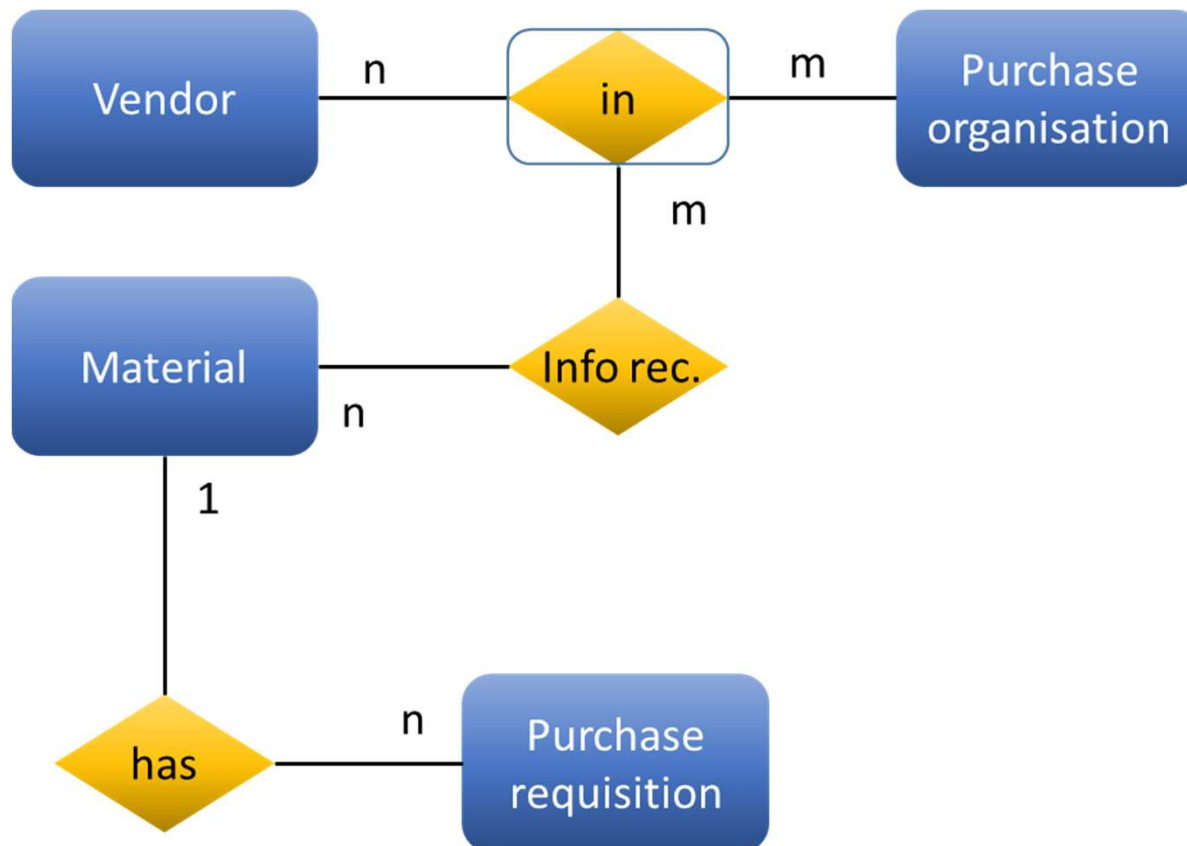 Vendor
n
in
m
Purchase
organisation
m
Material
n
Info rec.
1
has
n
Purchase
requisition